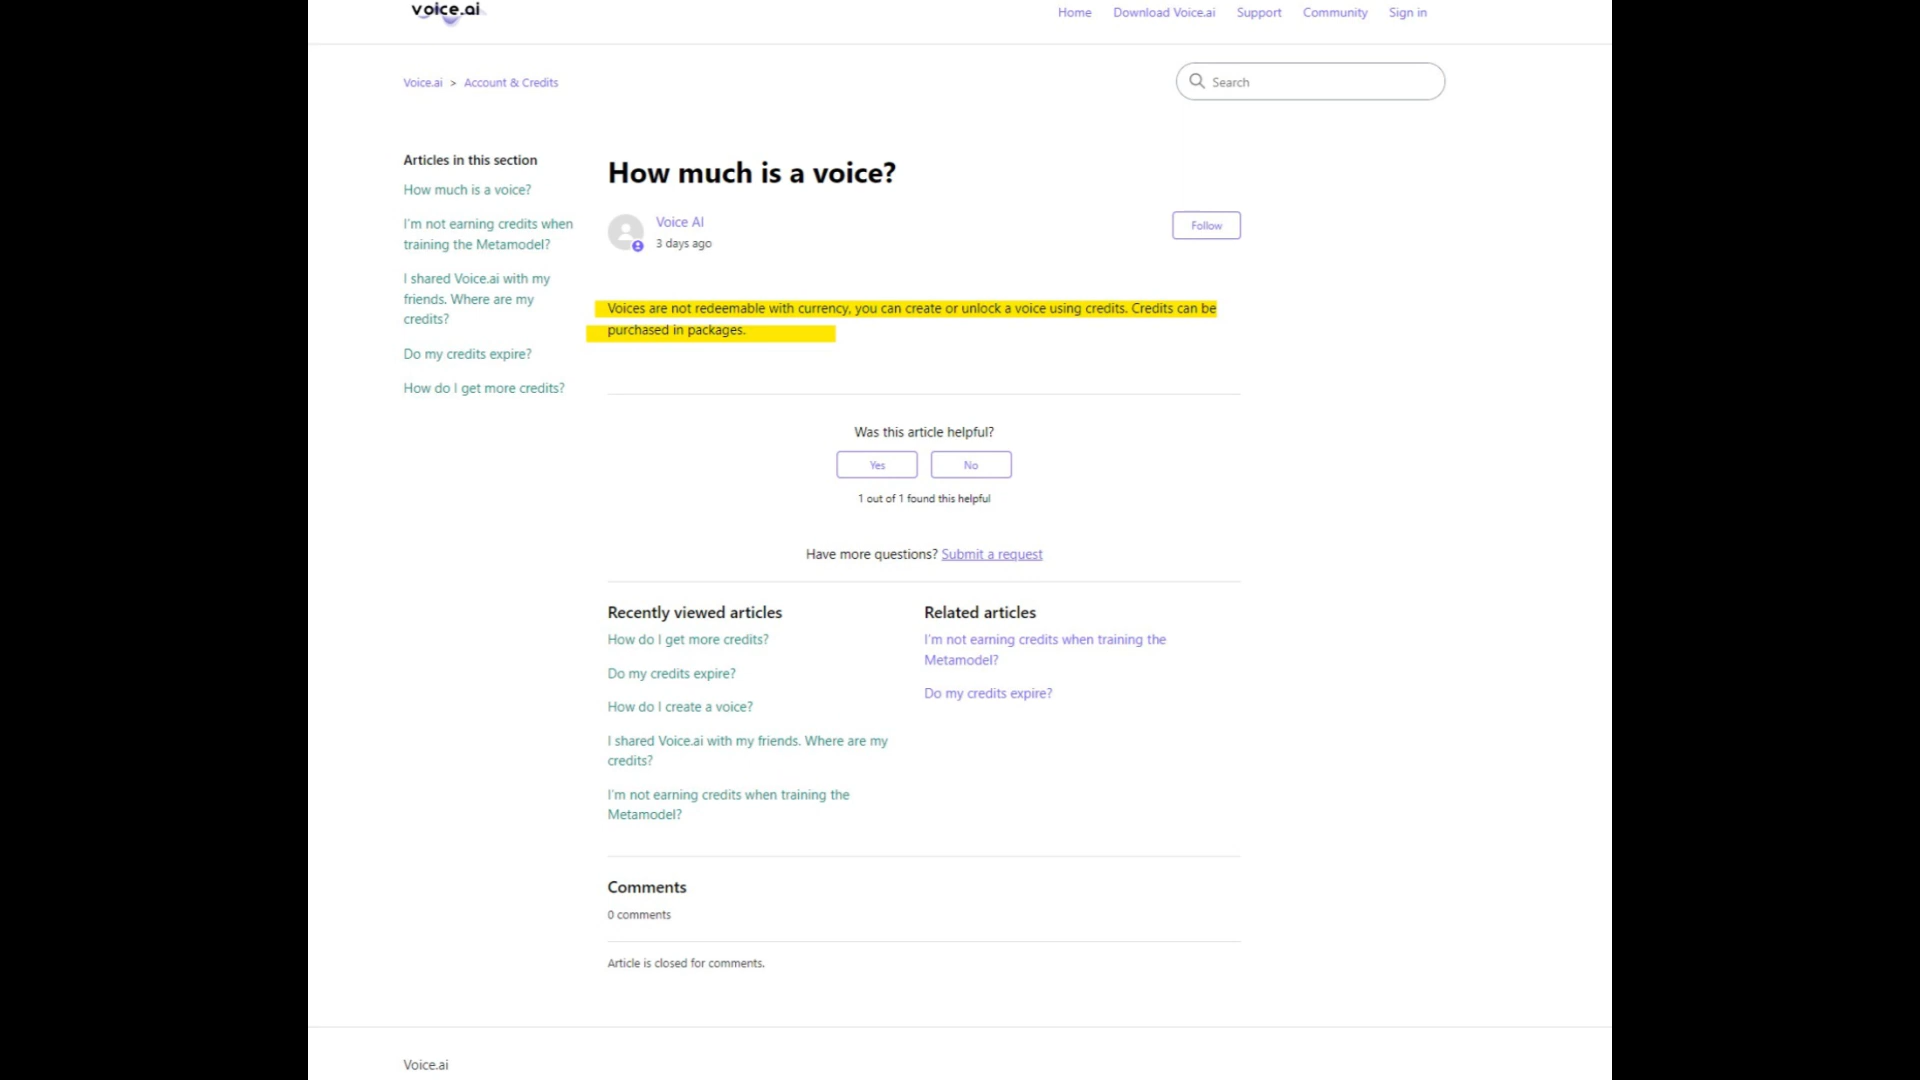 voice.ai
Home Download Voice.ai Support Community Sign in
Voice.ai > Account & Credits
Search
Articles in this section
How much is a voice?
I'm not earning credits when
training the Metamodel?
I shared Voice.ai with my
friends. Where are my
credits?
Do my credits expire?
How do I get more credits?
How much is a voice?
Voice AI
3 days ago
Follow
Voices are not redeemable with currency, you can create or unlock a voice using credits. Credits can be
purchased in packages.
Was this article helpful?
Yes No
1 out of 1 found this helpful
Have more questions? Submit a request
Recently viewed articles
How do I get more credits?
Do my credits expire?
How do I create a voice?
I shared Voice.ai with my friends. Where are my
credits?
I'm not earning credits when training the
Metamodel?
Related articles
I'm not earning credits when training the
Metamodel?
Do my credits expire?
Comments
0 comments
Article is closed for comments.
Voice.ai